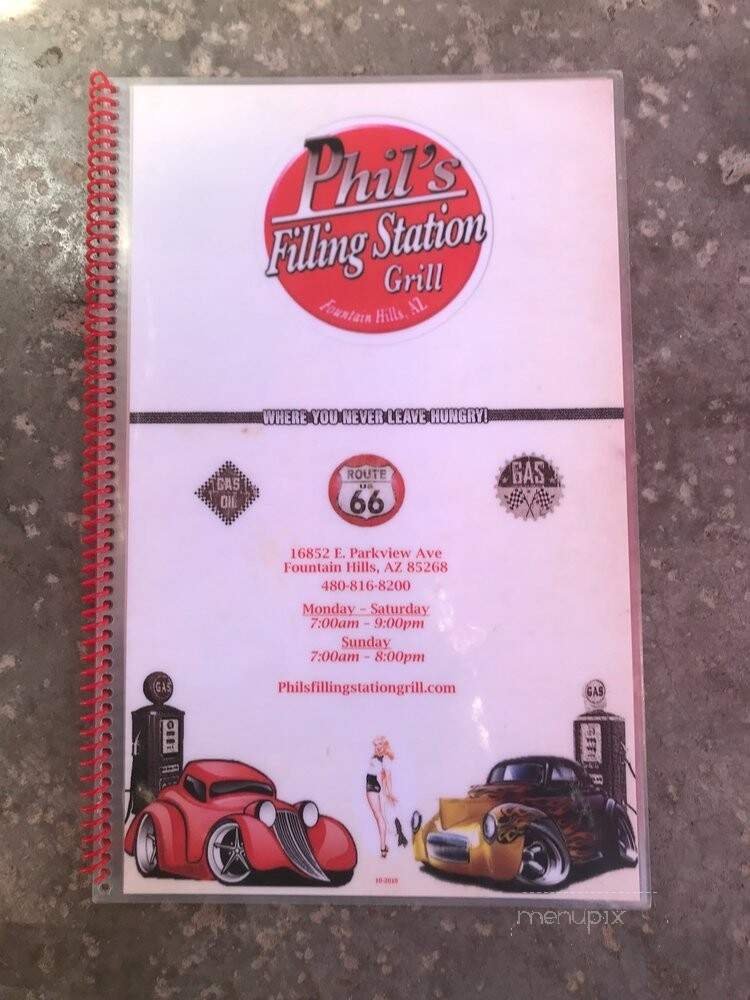 Phil's
Filling Station
Grill
Fountain Hills, AZ
WHERE YOU NEVER LEAVE HUNGRY!
GAS
OIL
ROUTE
US
66
GAS
16852 E. Parkview Ave
Fountain Hills, AZ 85268
480-816-8200
Monday – Saturday
7:00am – 9:00pm
Sunday
7:00am – 8:00pm
Philsfillingstationgrill.com
GAS
GAS
menupix